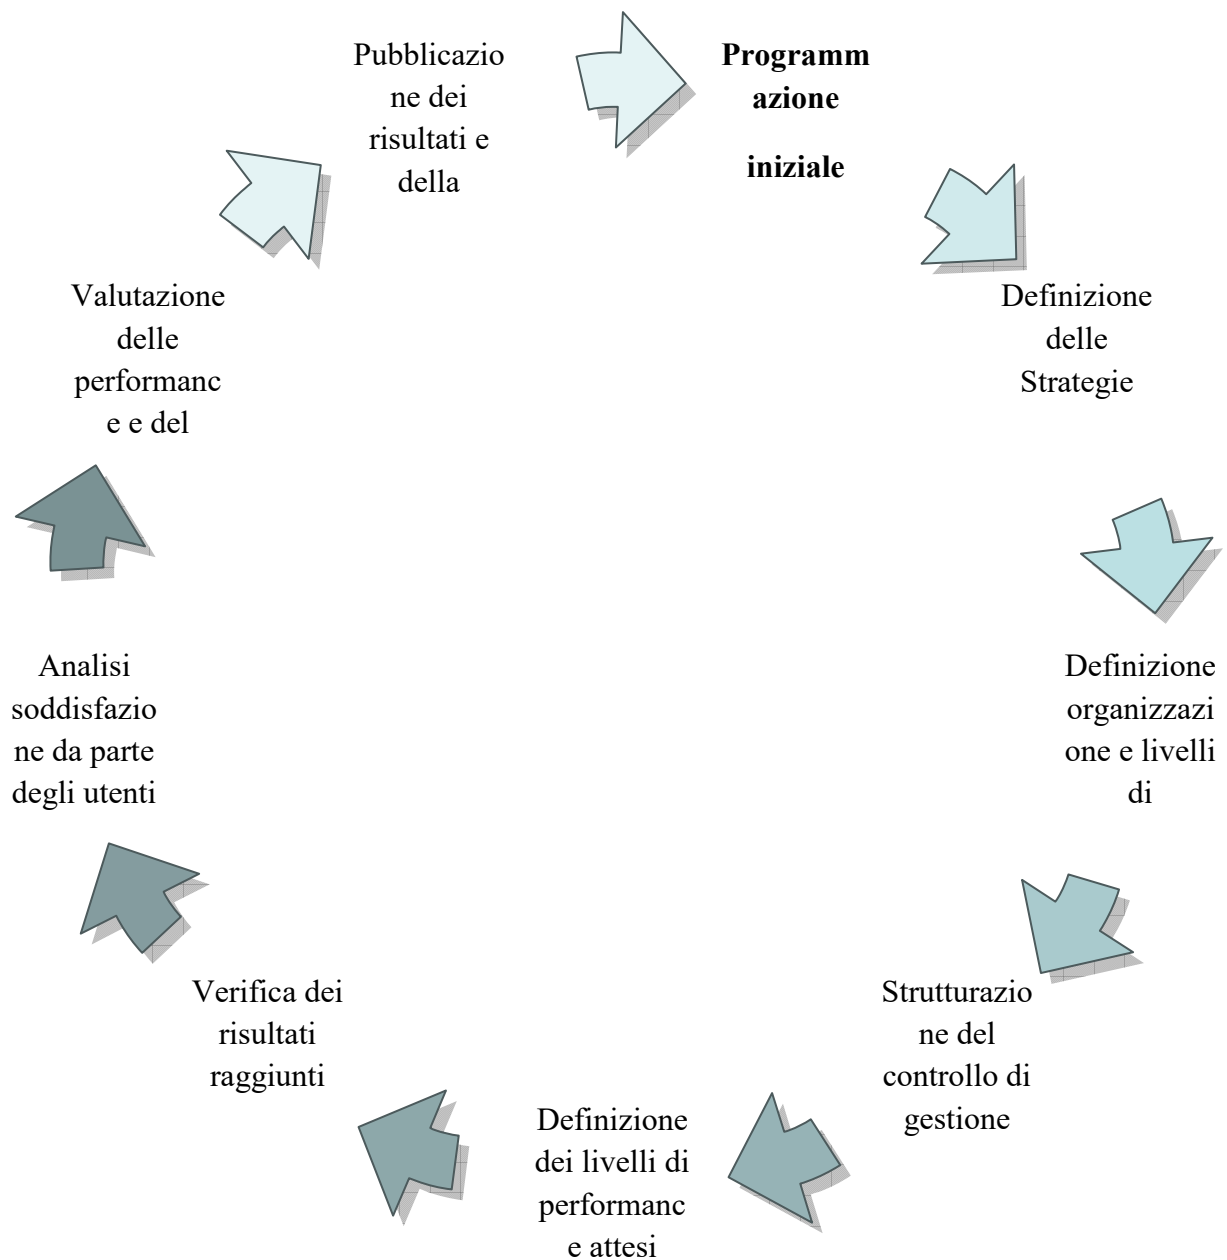 Pubblicazio
ne dei
risultati e
della
Programm
azione
iniziale
Definizione
delle
Strategie
Definizione
organizzazi
one e livelli
di
Strutturazio
ne del
controllo di
gestione
Definizione
dei livelli di
performanc
e attesi
Verifica dei
risultati
raggiunti
Analisi
soddisfazio
ne da parte
degli utenti
Valutazione
delle
performanc
e e del